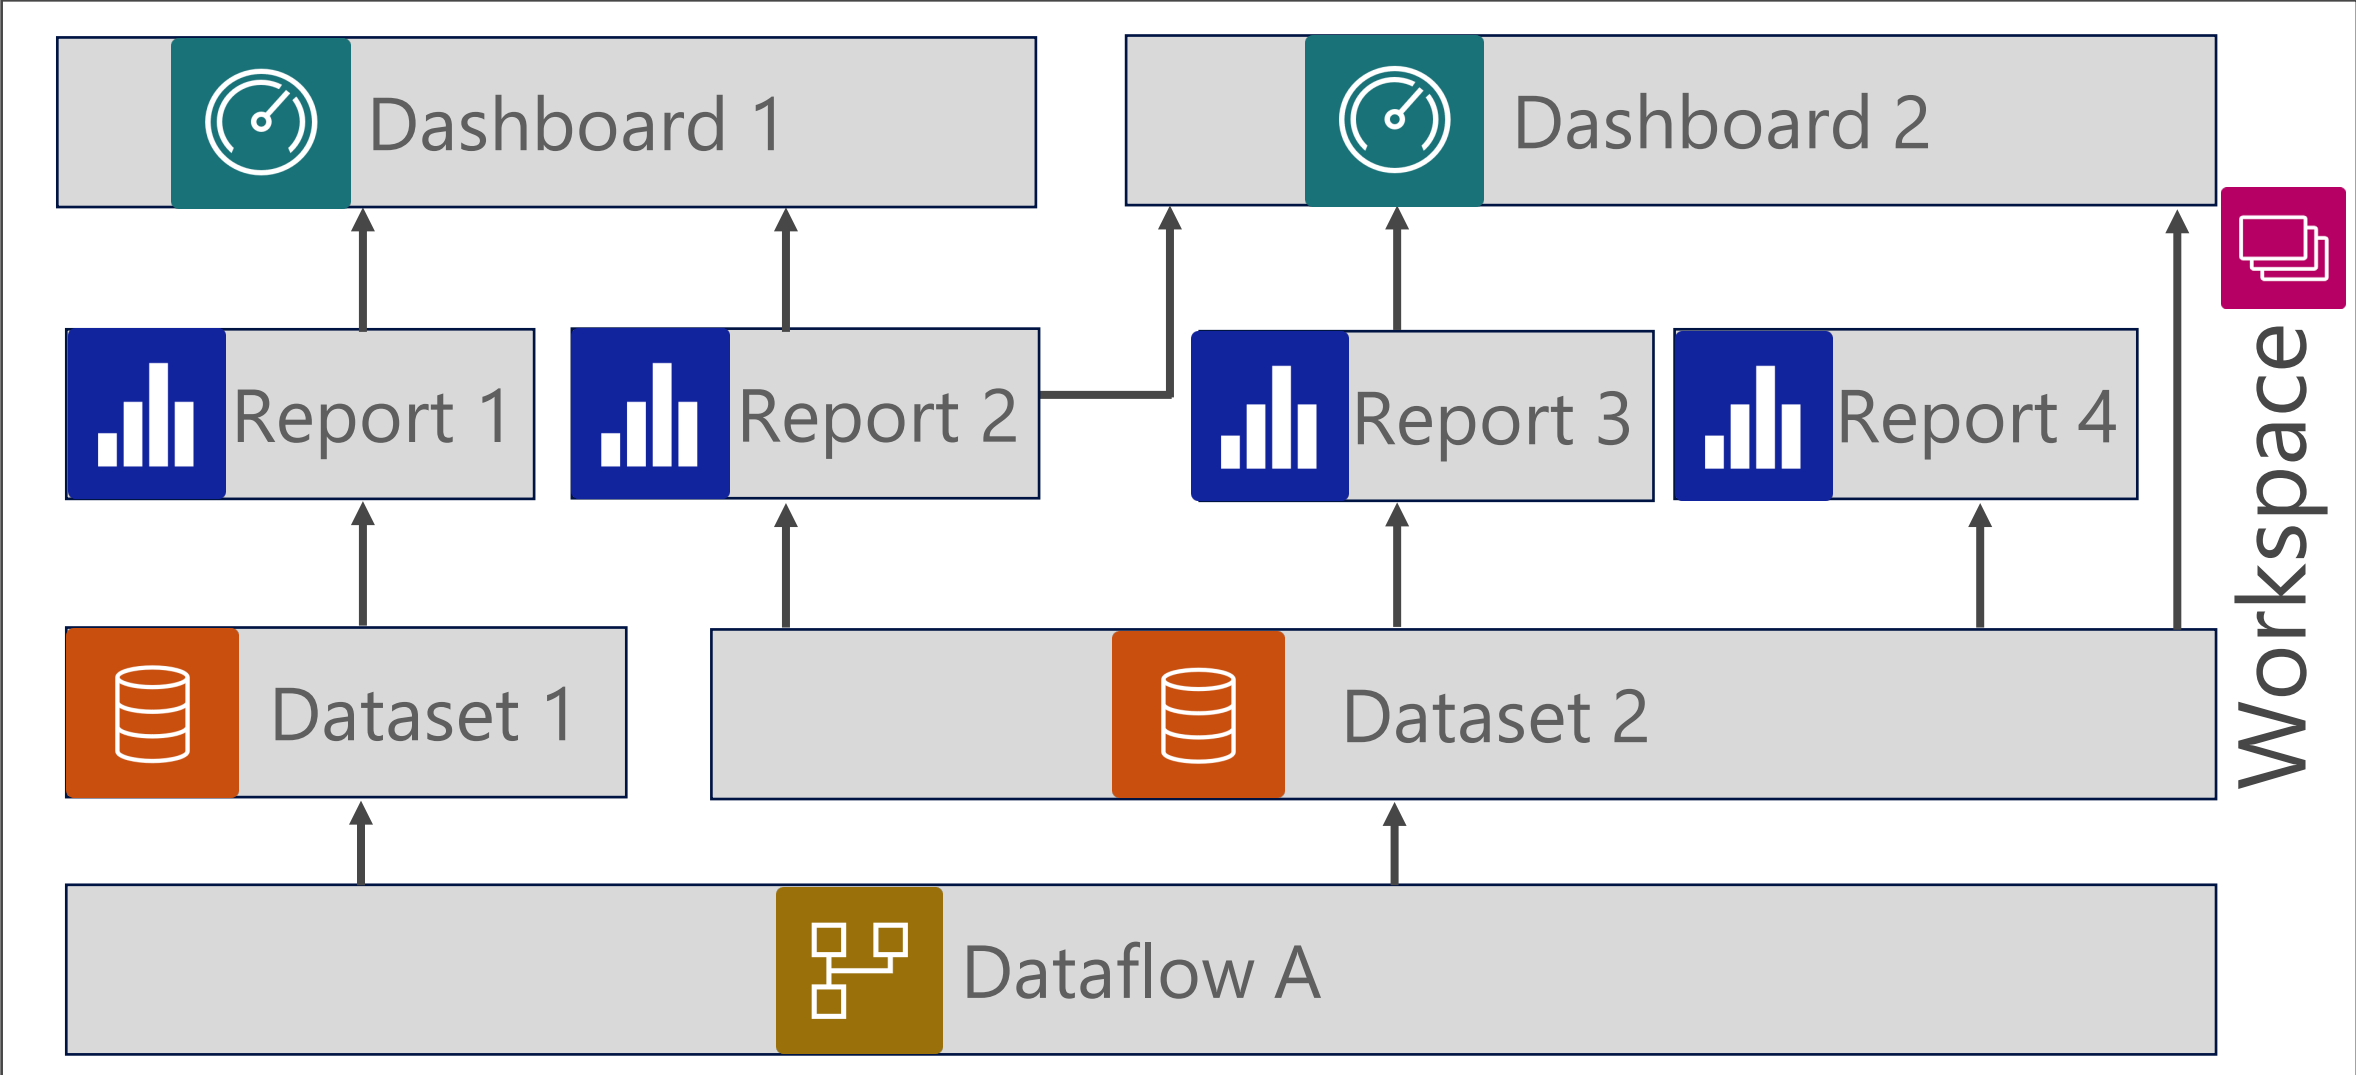 Dashboard 1
Dashboard 2
Report 1
Report 2
Report 3
Report 4
Workspace
Dataset 1
Dataset 2
Dataflow A